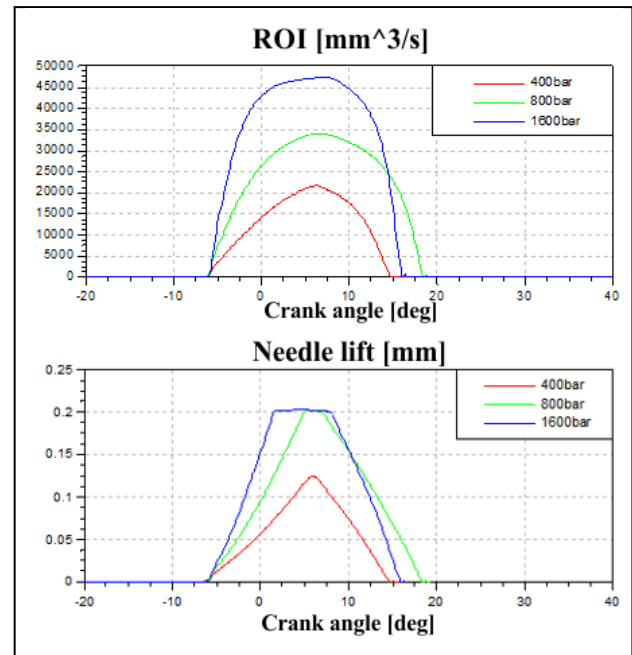 ROI [mm^3/s]
50000
45000
40000
35000
30000
25000
20000
15000
10000
5000
0
400bar
800bar
1600bar
-20 -10 0 10 20 30 40
Crank angle [deg]
Needle lift [mm]
0.25
0.2
0.15
0.1
0.05
0
400bar
800bar
1600bar
-20 -10 0 10 20 30 40
Crank angle [deg]